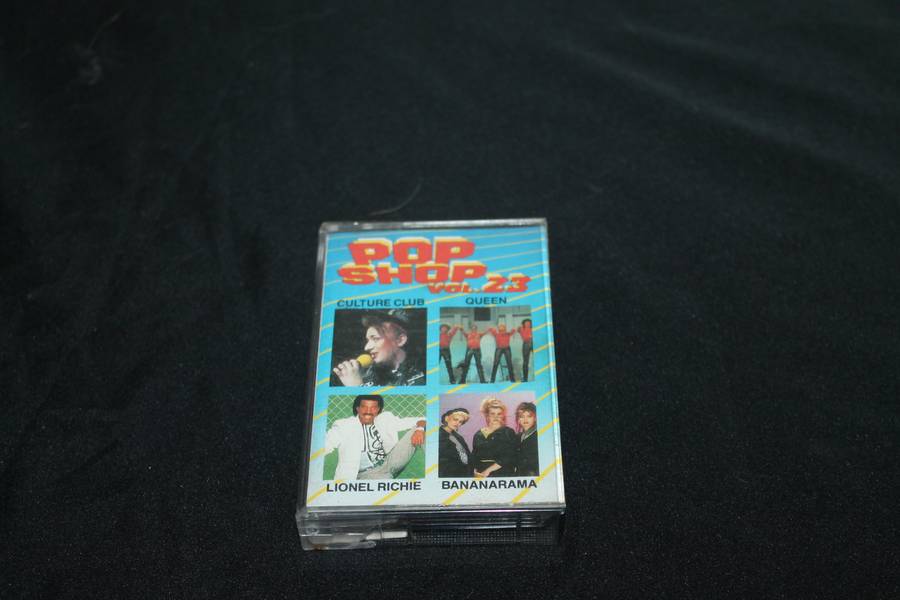 POP
SHOP
VOL. 23
CULTURE CLUB
QUEEN
LIONEL RICHIE
BANANARAMA